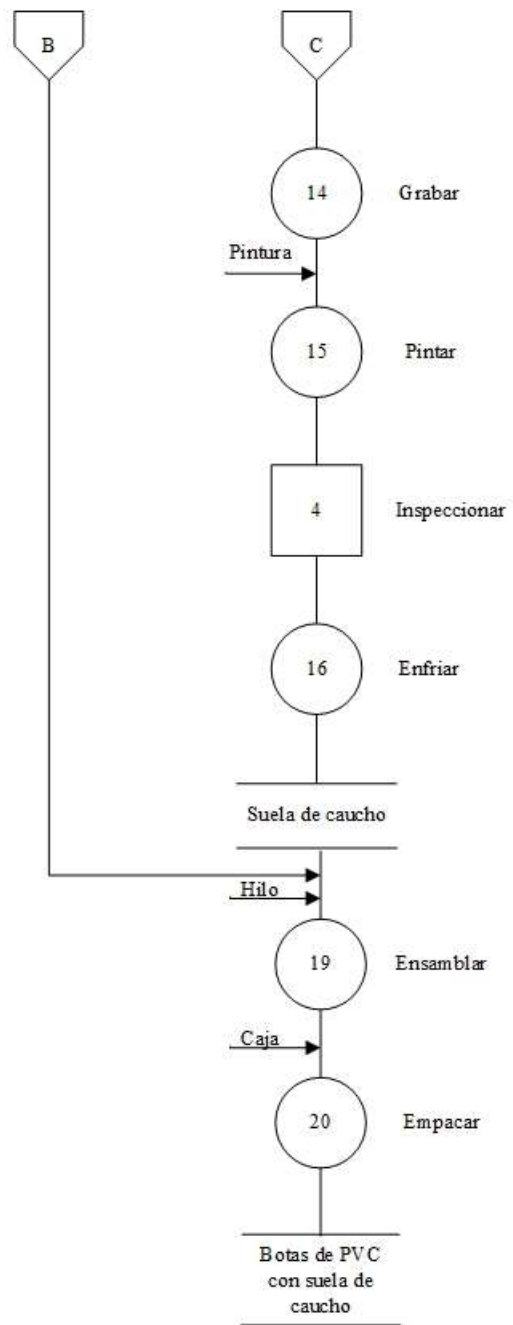 B
C
14
Grabar
Pintura
15
Pintar
4
Inspeccionar
16
Enfriar
Suela de caucho
Hilo
19
Ensamblar
Caja
20
Empacar
Botas de PVC
con suela de
caucho